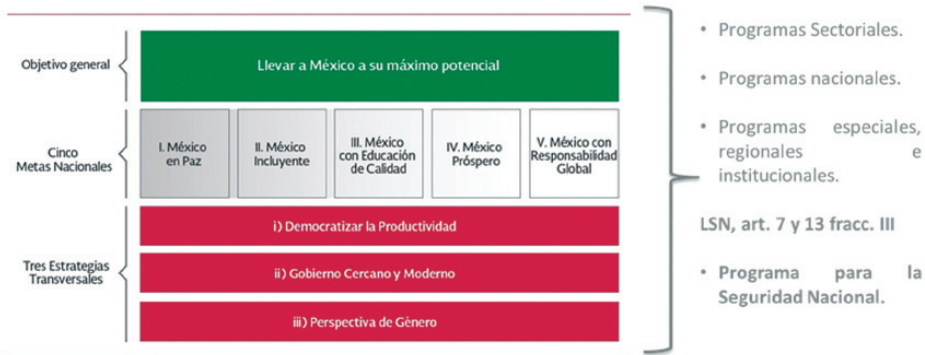 Objetivo general
Llevar a México a su máximo potencial
Cinco
Metas Nacionales
I. México
en Paz
II. México
Incluyente
III. México
con Educación
de Calidad
IV. México
Próspero
V. México con
Responsabilidad
Global
Tres Estrategias
Transversales
i) Democratizar la Productividad
ii) Gobierno Cercano y Moderno
iii) Perspectiva de Género
• Programas Sectoriales.
• Programas nacionales.
• Programas especiales,
regionales e
institucionales.
LSN, art. 7 y 13 fracc. III
• Programa para la
Seguridad Nacional.